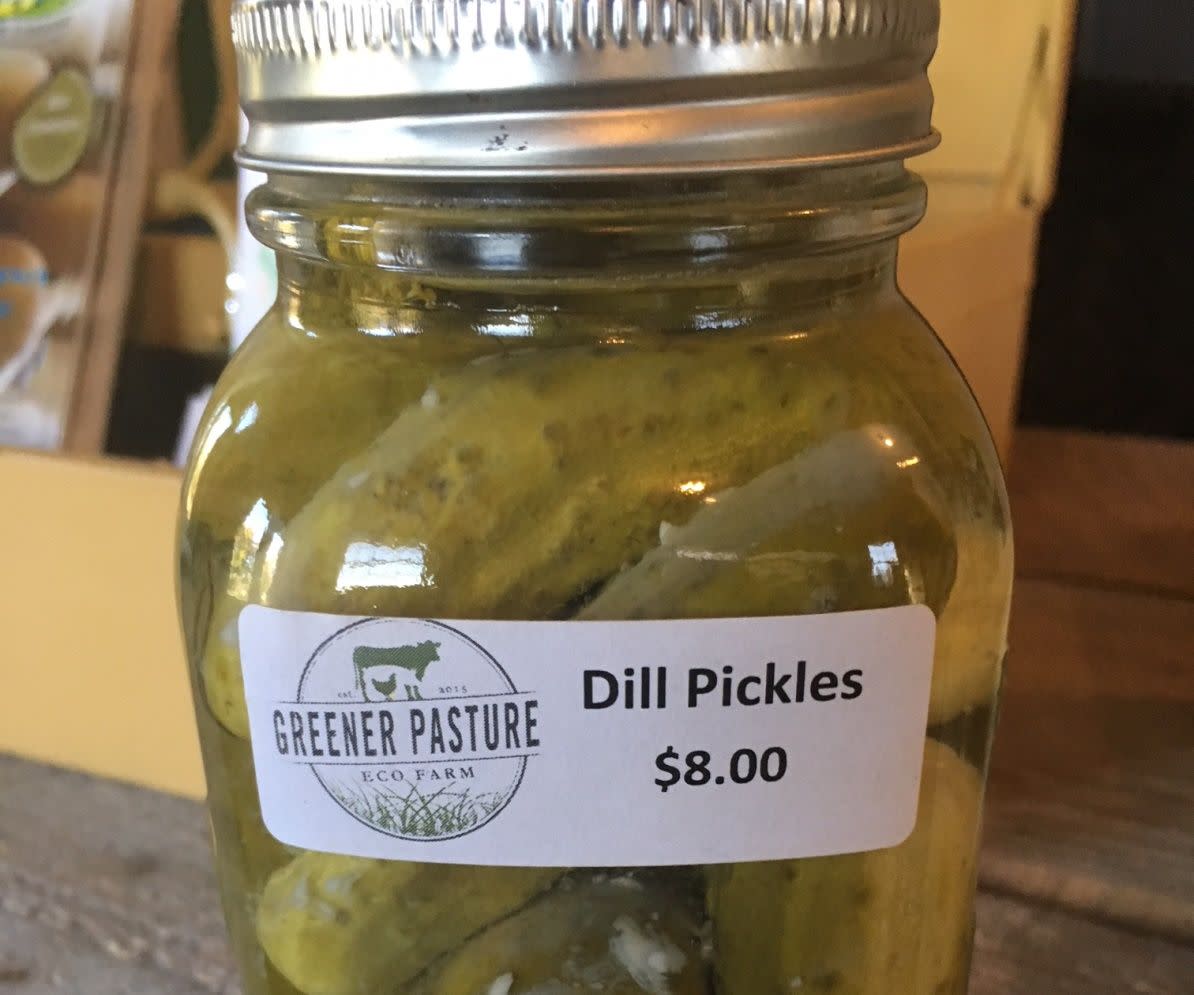 est. 2015
GREENER PASTURE
ECO FARM
Dill Pickles
$8.00